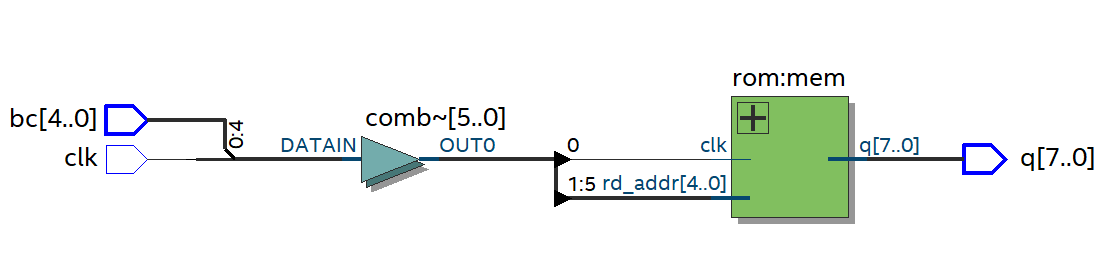 rom:mem
bc[4..0]
comb~[5..0]
0:4
DATAIN
OUT0
0
clk
q[7..0]
clk
q[7..0]
1:5
rd_addr[4..0]